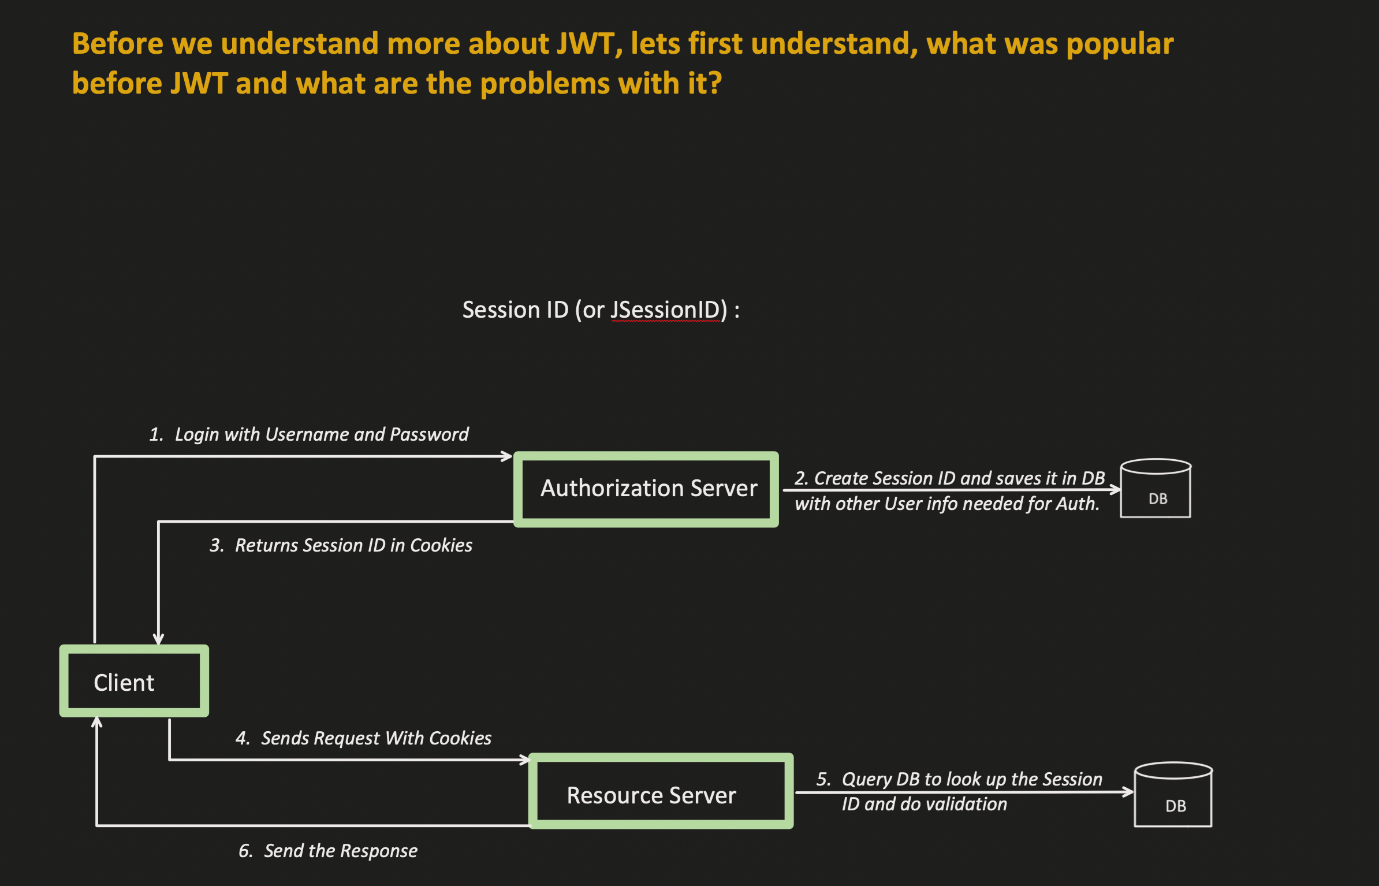 Before we understand more about JWT, lets first understand, what was popular
before JWT and what are the problems with it?
Session ID (or JSessionID) :
1. Login with Username and Password
Authorization Server
2. Create Session ID and saves it in DB
with other User info needed for Auth.
DB
3. Returns Session ID in Cookies
Client
4. Sends Request With Cookies
Resource Server
5. Query DB to look up the Session
ID and do validation
DB
6. Send the Response